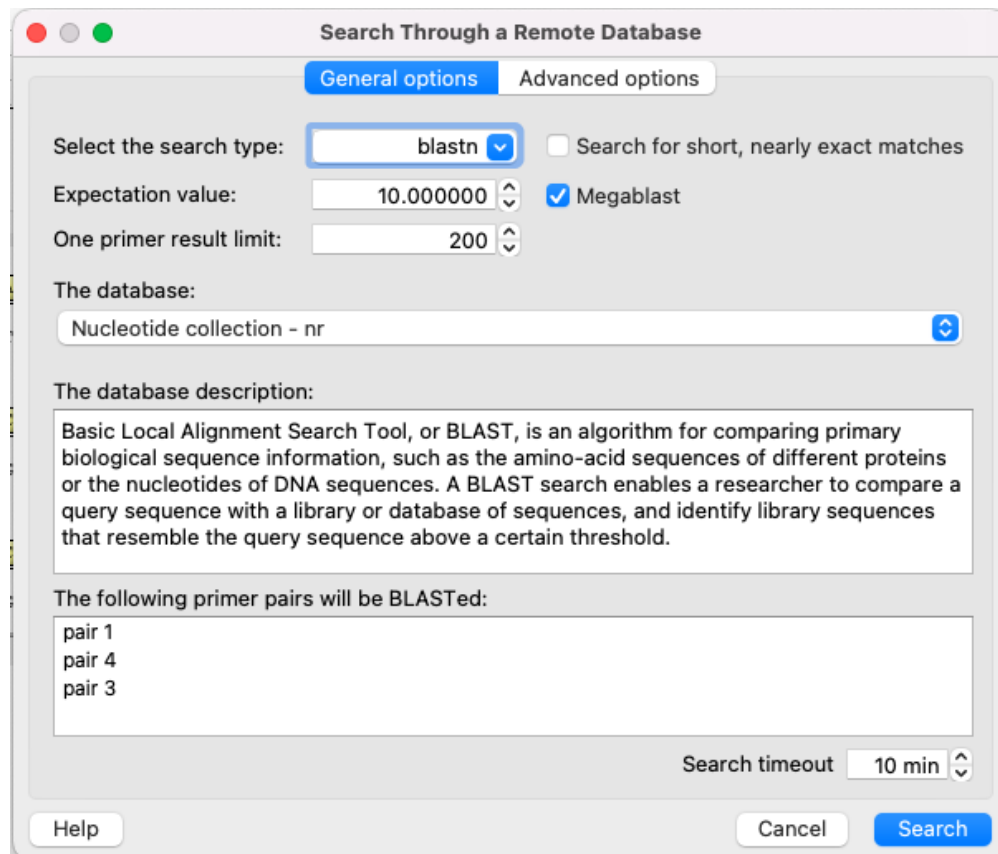 Search Through a Remote Database
General options Advanced options
Select the search type: blastn Search for short, nearly exact matches
Expectation value: 10.000000 Megablast
One primer result limit: 200
The database:
Nucleotide collection - nr
The database description:
Basic Local Alignment Search Tool, or BLAST, is an algorithm for comparing primary
biological sequence information, such as the amino-acid sequences of different proteins
or the nucleotides of DNA sequences. A BLAST search enables a researcher to compare a
query sequence with a library or database of sequences, and identify library sequences
that resemble the query sequence above a certain threshold.
The following primer pairs will be BLASTed:
pair 1
pair 4
pair 3
Search timeout 10 min
Help Cancel Search